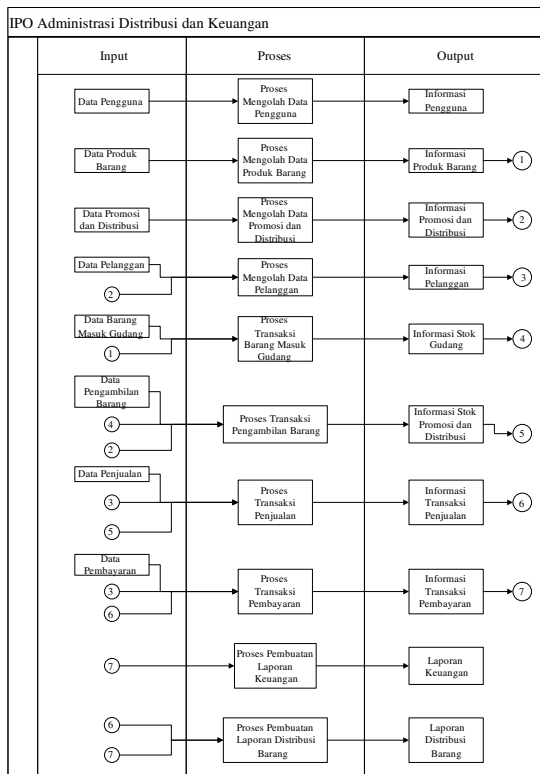 IPO Administrasi Distribusi dan Keuangan
Input
Proses
Output
Data Pengguna
Proses
Mengolah Data
Pengguna
Informasi
Pengguna
Data Produk
Barang
Proses
Mengolah Data
Produk Barang
Informasi
Produk Barang
1
Data Promosi
dan Distribusi
Proses
Mengolah Data
Promosi dan
Distribusi
Informasi
Promosi dan
Distribusi
2
Data Pelanggan
2
Proses
Mengolah Data
Pelanggan
Informasi
Pelanggan
3
Data Barang
Masuk Gudang
1
Proses
Transaksi
Barang Masuk
Gudang
Informasi Stok
Gudang
4
Data
Pengambilan
Barang
4
2
Proses Transaksi
Pengambilan Barang
Informasi Stok
Promosi dan
Distribusi
5
Data Penjualan
3
5
Proses
Transaksi
Penjualan
Informasi
Transaksi
Penjualan
6
Data
Pembayaran
3
6
Proses
Transaksi
Pembayaran
Informasi
Transaksi
Pembayaran
7
7
Proses Pembuatan
Laporan
Keuangan
Laporan
Keuangan
6
7
Proses Pembuatan
Laporan Distribusi
Barang
Laporan
Distribusi
Barang